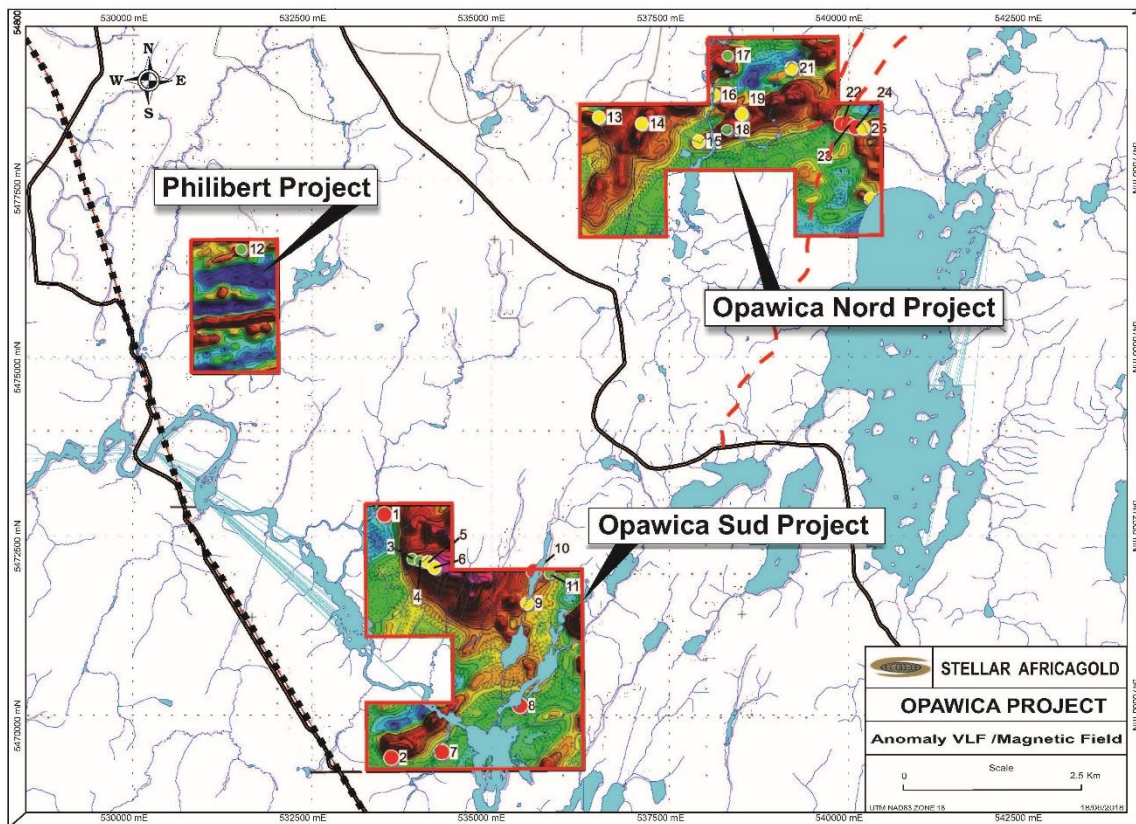 530000 mE 532500 mE 535000 mE 537500 mE 540000 mE 542500 mE
N
W E
S
17
21
22 24
16
19
13
14
18
25
15
23
Philibert Project
12
Opawica Nord Project
Opawica Sud Project
1
5
10
3
6
11
4
9
8
2
7
5475000 mN
5472500 mN
5470000 mN
STELLAR AFRICAGOLD
OPAWICA PROJECT
Anomaly VLF /Magnetic Field
Scale
0 2.5 Km
UTM NAD83 ZONE 18 18/06/2018
530000 mE 532500 mE 535000 mE 537500 mE 540000 mE 542500 mE